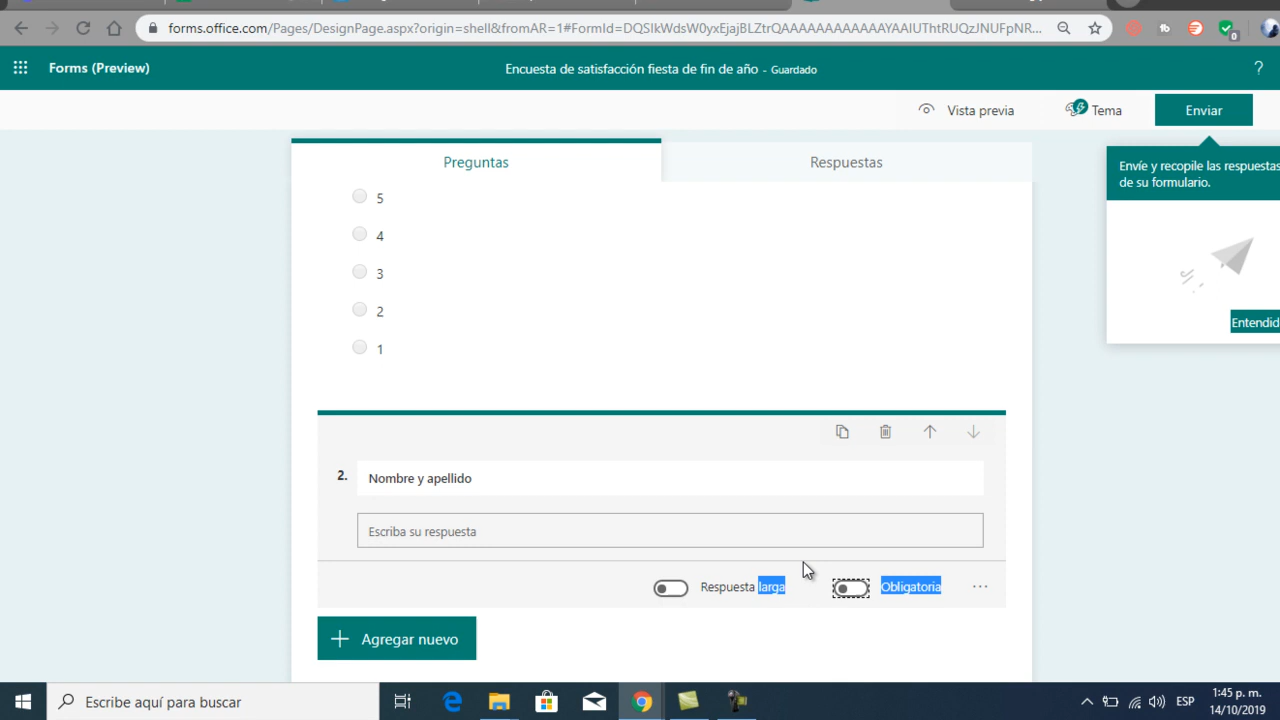 forms.office.com/Pages/DesignPage.aspx?origin=shell&fromAR=1#FormId=DQSIkWdsW0yxEjajBLZtrQAAAAAAAAAAAAYAAIUThtRUQzJNUFpNR...
Forms (Preview)
Encuesta de satisfacción fiesta de fin de año - Guardado
?
Vista previa
Tema
Enviar
Preguntas
Respuestas
Envíe y recopile las respuestas
de su formulario.
5
4
3
2
1
Entendid
2. Nombre y apellido
Escriba su respuesta
Respuesta larga
Obligatoria
Agregar nuevo
Escribe aquí para buscar
ESP
1:45 p. m.
14/10/2019